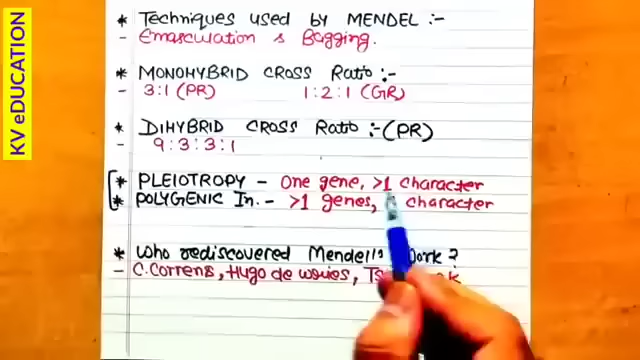 KV eDUCATION
* Techniques used by MENDEL :-
- Emasculation & Bagging.
* MONOHYBRID CROSS Ratio :-
- 3:1 (PR) 1:2:1 (GR)
* DIHYBRID CROSS Ratio :- (PR)
9:3:3:1
* PLEIOTROPY - One gene, >1 character
* POLYGENIC In. - >1 genes, character
* Who rediscovered Mendel's Work ?
- C. Correns, Hugo de Wries,